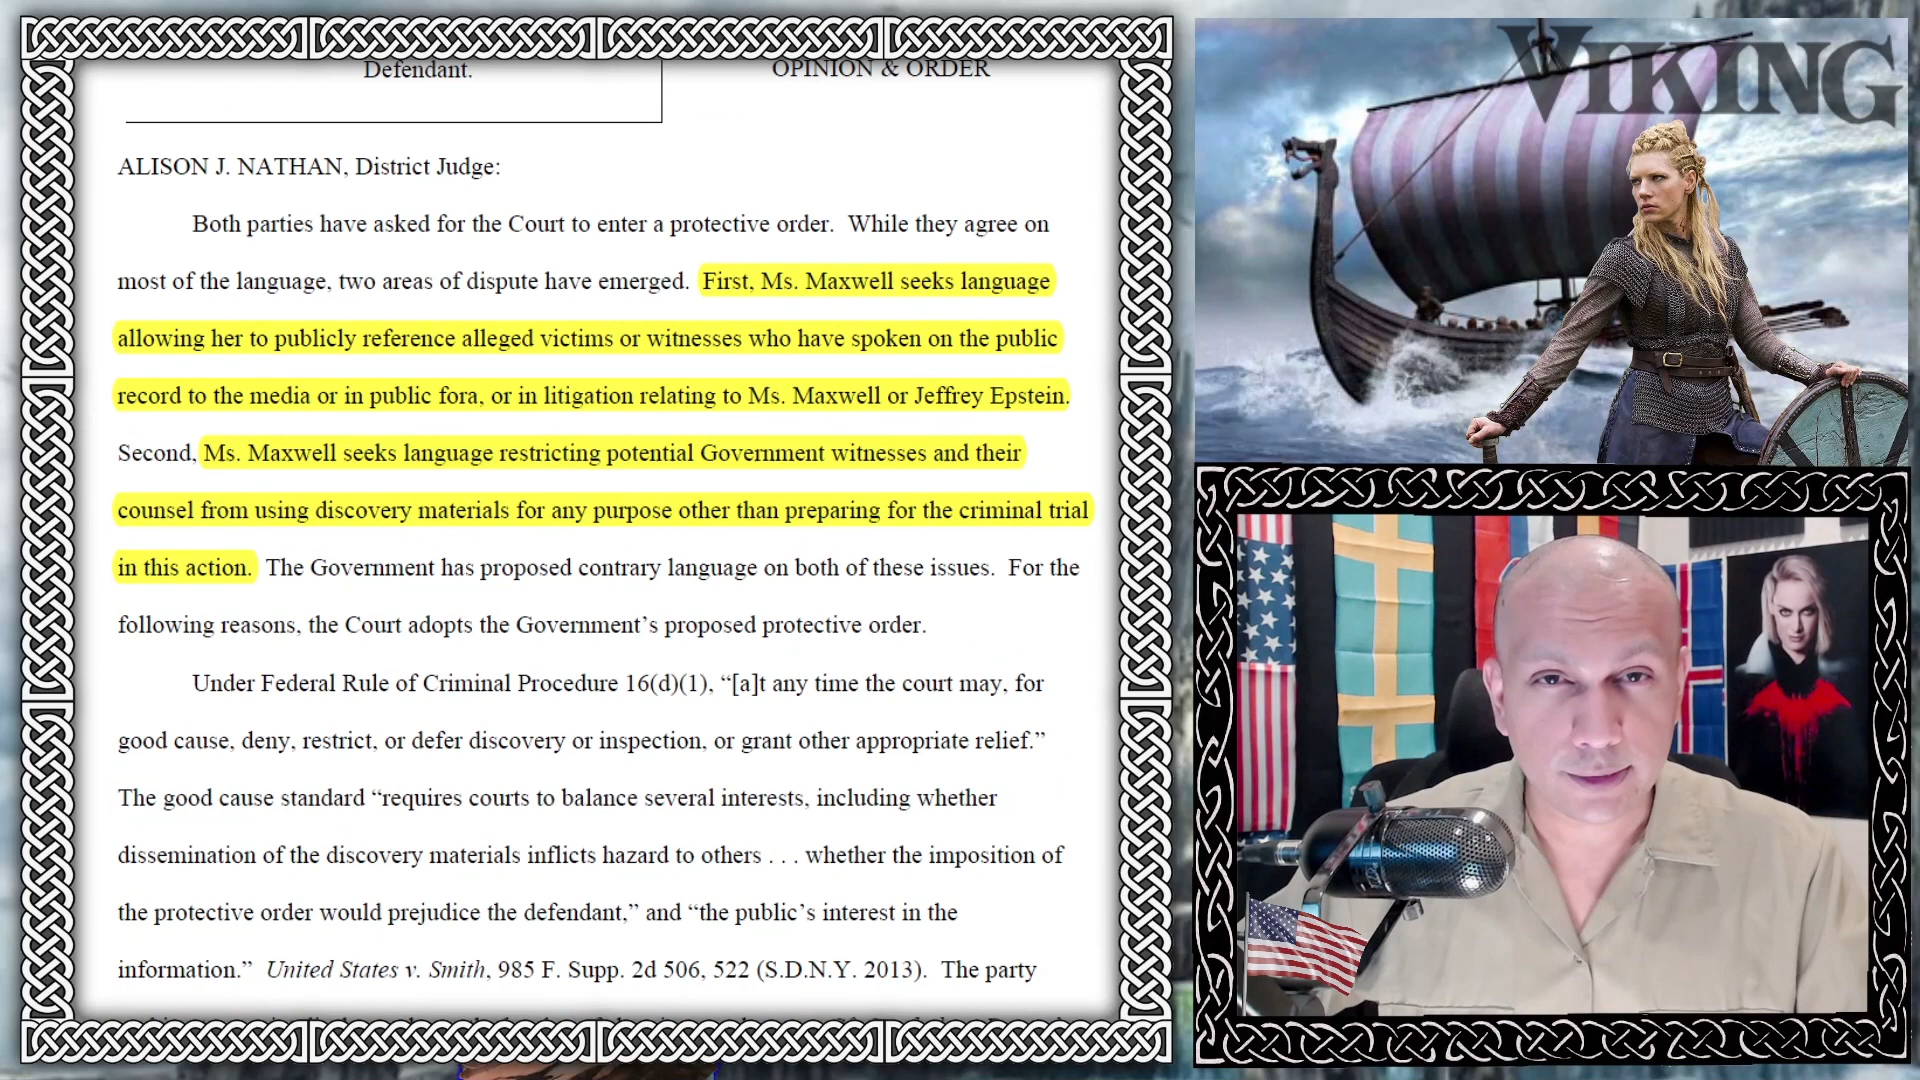 Defendant.
OPINION & ORDER
ALISON J. NATHAN, District Judge:
Both parties have asked for the Court to enter a protective order. While they agree on
most of the language, two areas of dispute have emerged. First, Ms. Maxwell seeks language
allowing her to publicly reference alleged victims or witnesses who have spoken on the public
record to the media or in public fora, or in litigation relating to Ms. Maxwell or Jeffrey Epstein.
Second, Ms. Maxwell seeks language restricting potential Government witnesses and their
counsel from using discovery materials for any purpose other than preparing for the criminal trial
in this action. The Government has proposed contrary language on both of these issues. For the
following reasons, the Court adopts the Government’s proposed protective order.
Under Federal Rule of Criminal Procedure 16(d)(1), “[a]t any time the court may, for
good cause, deny, restrict, or defer discovery or inspection, or grant other appropriate relief.”
The good cause standard “requires courts to balance several interests, including whether
dissemination of the discovery materials inflicts hazard to others . . . whether the imposition of
the protective order would prejudice the defendant,” and “the public’s interest in the
information.” United States v. Smith, 985 F. Supp. 2d 506, 522 (S.D.N.Y. 2013). The party
VIKING